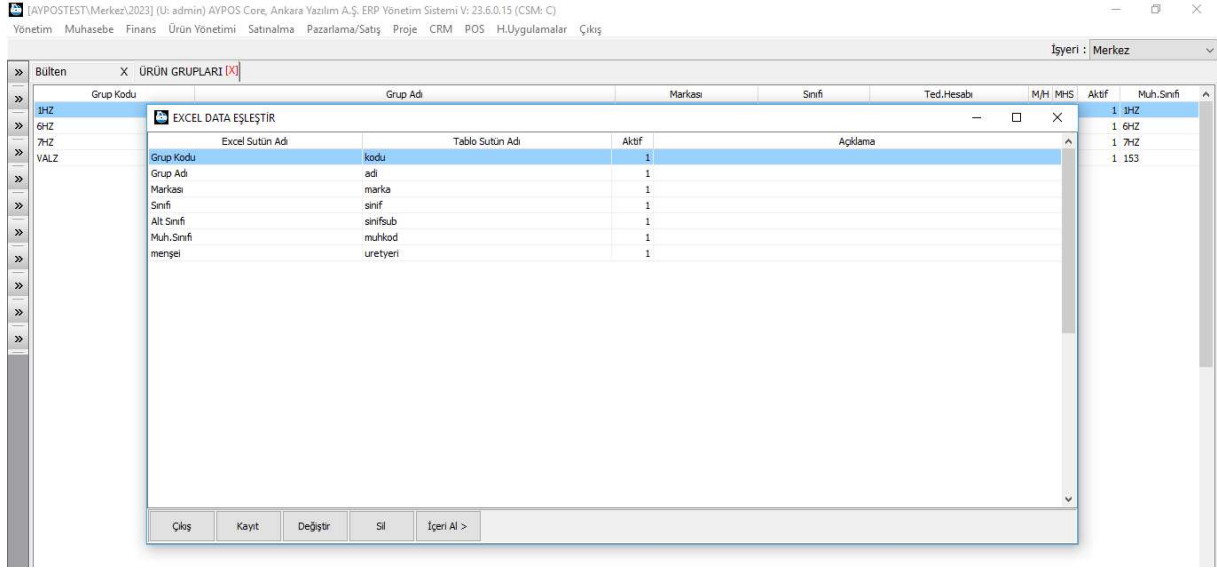 [AYPOSTEST\Merkez\2023] (U: admin) AYPOS Core, Ankara Yazılım A.Ş. ERP Yönetim Sistemi V: 23.6.0.15 (CSM: C)
Yönetim Muhasebe Finans Ürün Yönetimi Satınalma Pazarlama/Satış Proje CRM POS H.Uygulamalar Çıkış
İşyeri : Merkez
» Bülten X ÜRÜN GRUPLARI [X]
Grup Kodu Grup Adı Markası Sınıfı Ted.Hesabı M/H MHS Aktif Muh.Sınıfı
1HZ 1 1HZ
6HZ 1 6HZ
7HZ 1 7HZ
VALZ 1 153
EXCEL DATA EŞLEŞTİR
Excel Sutün Adı Tablo Sutün Adı Aktif Açıklama
Grup Kodu kodu 1
Grup Adı adi 1
Markası marka 1
Sınıfı sinif 1
Alt Sınıfı sinifsub 1
Muh.Sınıfı muhkod 1
menşei uretyeri 1
Çıkış Kayıt Değiştir Sil İçeri Al >